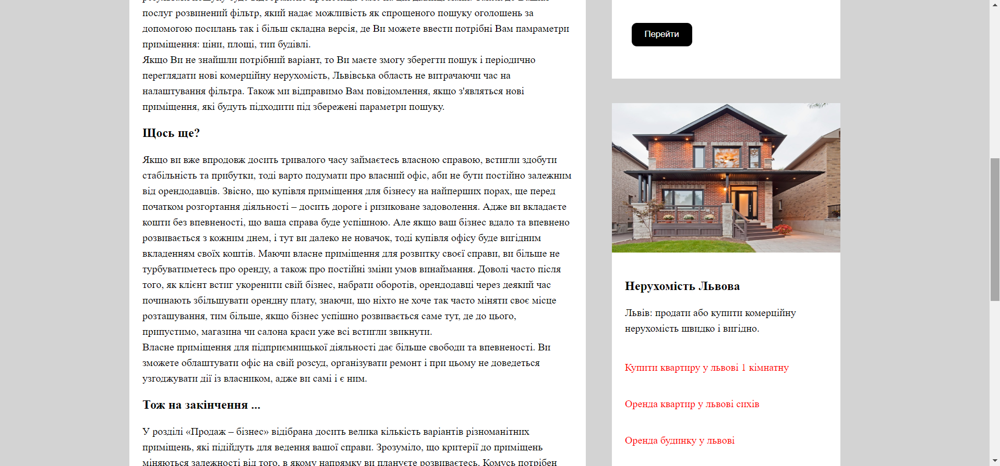 послуг розвинений фільтр, який надає можливість як спрощеного пошуку оголошень за
допомогою посилань так і більш складна версія, де Ви можете ввести потрібні Вам памраметри
приміщення: ціни, площі, тип будівлі.
Якщо Ви не знайшли потрібний варіант, то Ви маєте змогу зберегти пошук і періодично
переглядати нові комерційну нерухомість, Львівська область не витрачаючи час на
налаштування фільтра. Також ми відправимо Вам повідомлення, якщо з'являться нові
приміщення, які будуть підходити під збережені параметри пошуку.
Щось ще?
Якщо ви вже впродовж досить тривалого часу займаєтесь власною справою, встигли здобути
стабільність та прибутки, тоді варто подумати про власний офіс, аби не бути постійно залежним
від орендодавців. Звісно, що купівля приміщення для бізнесу на найперших порах, ще перед
початком розгортання діяльності – досить дороге і ризиковане задоволення. Адже ви вкладаєте
кошти без впевненості, що ваша справа буде успішною. Але якщо ваш бізнес вдало та впевнено
розвивається з кожним днем, і тут ви далеко не новачок, тоді купівля офісу буде вигідним
вкладенням своїх коштів. Маючи власне приміщення для розвитку своєї справи, ви більше не
турбуватиметесь про оренду, а також про постійні зміни умов винаймання. Доволі часто після
того, як клієнт встиг укоренити свій бізнес, набрати оборотів, орендодавці через деякий час
починають збільшувати орендну плату, знаючи, що ніхто не хоче так часто міняти своє місце
розташування, тим більше, якщо бізнес успішно розвивається саме тут, де до цього,
припустимо, магазина чи салона краси уже всі встигли звикнути.
Власне приміщення для підприємницької діяльності дає більше свободи та впевненості. Ви
зможете облаштувати офіс на свій розсуд, організувати ремонт і при цьому не доведеться
узгоджувати дії із власником, адже ви самі і є ним.
Тож на закінчення ...
У розділі «Продаж – бізнес» відібрана досить велика кількість варіантів різноманітних
приміщень, які підійдуть для ведення вашої справи. Зрозуміло, що критерії до приміщень
міняються залежності від того, в якому напрямку ви плануєте розвиваєтесь. Комусь потрібен
Перейти
Нерухомість Львова
Львів: продати або купити комерційну
нерухомість швидко і вигідно.
Купити квартиру у львові 1 кімнатну
Оренда квартир у львові сихів
Оренда будинку у львові